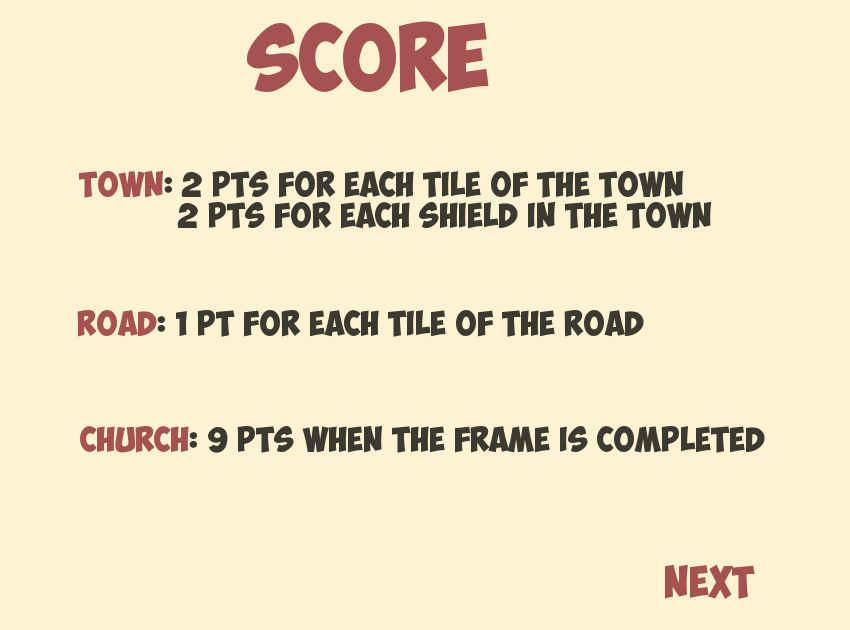 SCORE
TOWN: 2 PTS FOR EACH TILE OF THE TOWN
2 PTS FOR EACH SHIELD IN THE TOWN
ROAD: 1 PT FOR EACH TILE OF THE ROAD
CHURCH: 9 PTS WHEN THE FRAME IS COMPLETED
NEXT